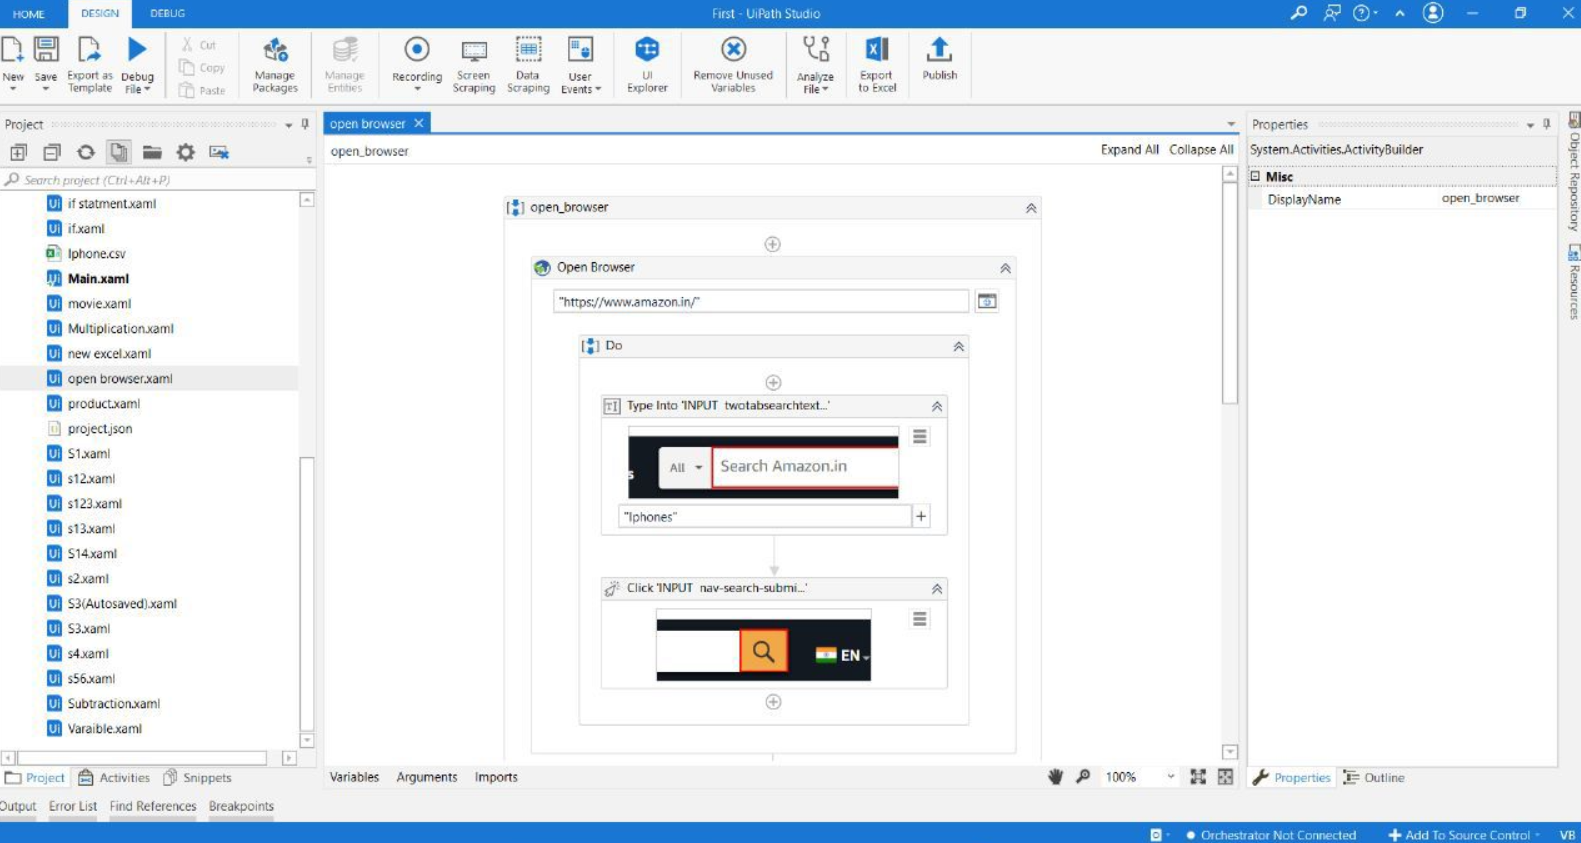 HOME DESIGN DEBUG First - UiPath Studio
New Save Export as Template Debug File Cut Copy Paste Manage Packages Manage Entities Recording Screen Scraping Data Scraping User Events UI Explorer Remove Unused Variables Analyze File Export to Excel Publish
Project
Search project (Ctrl+Alt+P)
if statment.xaml
if.xaml
Iphone.csv
Main.xaml
movie.xaml
Multiplication.xaml
new excel.xaml
open browser.xaml
product.xaml
project.json
S1.xaml
s12.xaml
s123.xaml
s13.xaml
S14.xaml
s2.xaml
S3(Autosaved).xaml
S3.xaml
s4.xaml
s56.xaml
Subtraction.xaml
Varaible.xaml
Project Activities Snippets
open browser
open_browser Expand All Collapse All
open_browser
Open Browser
"https://www.amazon.in/"
Do
Type Into 'INPUT twotabsearchtext...'
s All Search Amazon.in
"Iphones"
Click 'INPUT nav-search-submi...'
EN
Variables Arguments Imports 100%
Properties
System.Activities.ActivityBuilder
Misc
DisplayName open_browser
Properties Outline
Object Repository
Resources
Output Error List Find References Breakpoints
Orchestrator Not Connected Add To Source Control VB